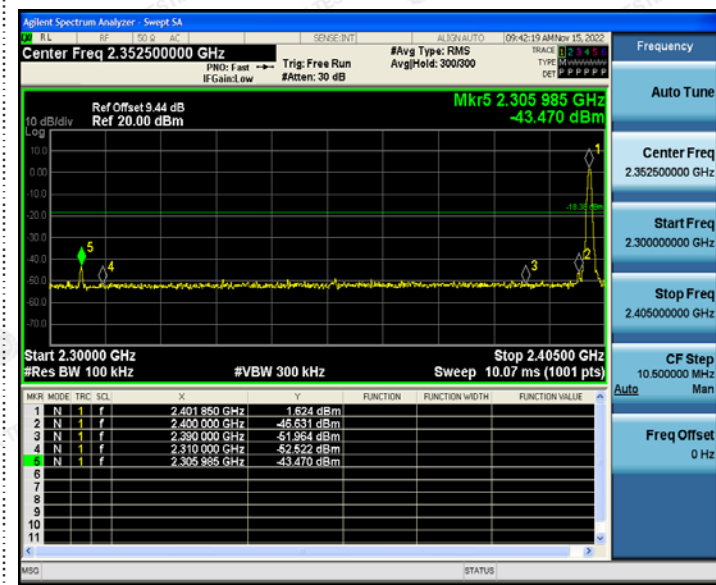 Agilent Spectrum Analyzer - Swept SA
RL RF 50 Ω AC SENSE:INT ALIGN AUTO 09:42:19 AM Nov 15, 2022
Center Freq 2.352500000 GHz
PNO: Fast
IFGain:Low
Trig: Free Run
#Atten: 30 dB
#Avg Type: RMS
Avg|Hold: 300/300
TRACE 1 2 3 4 5 6
TYPE M
DET P P P P P P
Frequency
Mkr5 2.305 985 GHz
-43.470 dBm
Ref Offset 9.44 dB
10 dB/div Ref 20.00 dBm
Log
10.0
0.00
-10.0
-20.0
-30.0
-40.0
-50.0
-60.0
-70.0
1
2
3
4
5
Start 2.30000 GHz Stop 2.40500 GHz
#Res BW 100 kHz #VBW 300 kHz Sweep 10.07 ms (1001 pts)
MKR MODE TRC SCL X Y FUNCTION FUNCTION WIDTH FUNCTION VALUE
1 N 1 f 2.401 850 GHz 1.624 dBm
2 N 1 f 2.400 000 GHz -46.631 dBm
3 N 1 f 2.390 000 GHz -51.964 dBm
4 N 1 f 2.310 000 GHz -52.522 dBm
5 N 1 f 2.305 985 GHz -43.470 dBm
6
7
8
9
10
11
MSG STATUS
Auto Tune
Center Freq
2.352500000 GHz
Start Freq
2.300000000 GHz
Stop Freq
2.405000000 GHz
CF Step
10.500000 MHz
Auto Man
Freq Offset
0 Hz